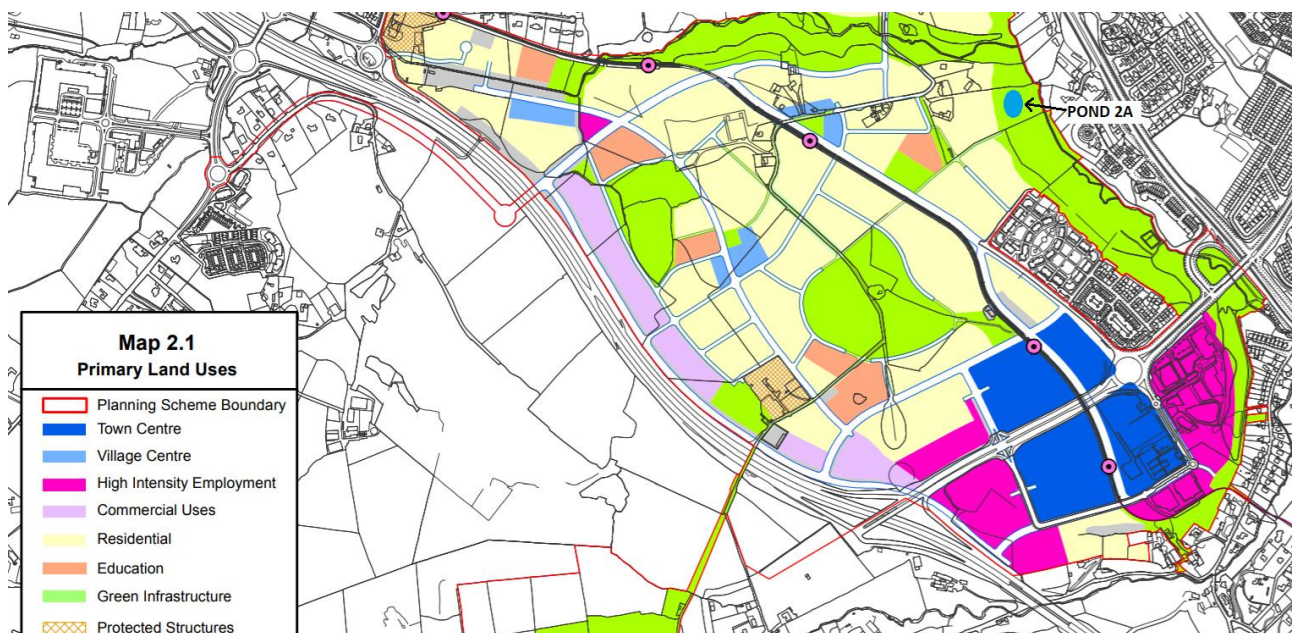 POND 2A
Map 2.1
Primary Land Uses
Planning Scheme Boundary
Town Centre
Village Centre
High Intensity Employment
Commercial Uses
Residential
Education
Green Infrastructure
Protected Structures